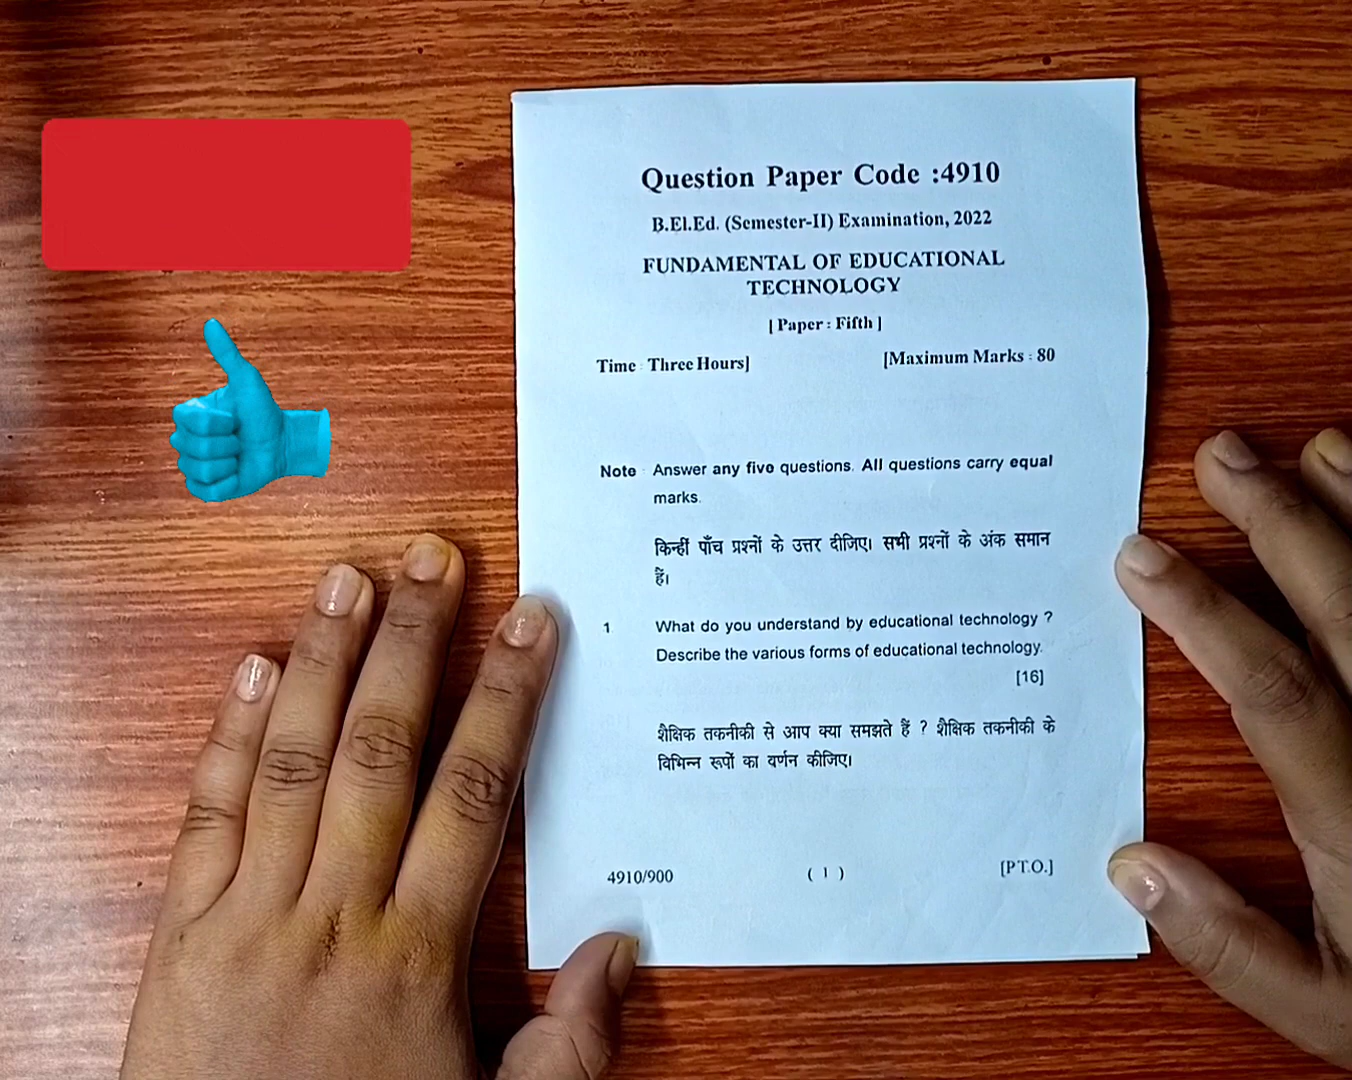 Question Paper Code :4910
B.El.Ed. (Semester-II) Examination, 2022
FUNDAMENTAL OF EDUCATIONAL
TECHNOLOGY
[ Paper : Fifth ]
Time : Three Hours] [Maximum Marks : 80
Note : Answer any five questions. All questions carry equal
marks.
किन्हीं पाँच प्रश्नों के उत्तर दीजिए। सभी प्रश्नों के अंक समान
हैं।
1 What do you understand by educational technology ?
Describe the various forms of educational technology.
[16]
शैक्षिक तकनीकी से आप क्या समझते हैं ? शैक्षिक तकनीकी के
विभिन्न रूपों का वर्णन कीजिए।
4910/900 ( 1 ) [P.T.O.]